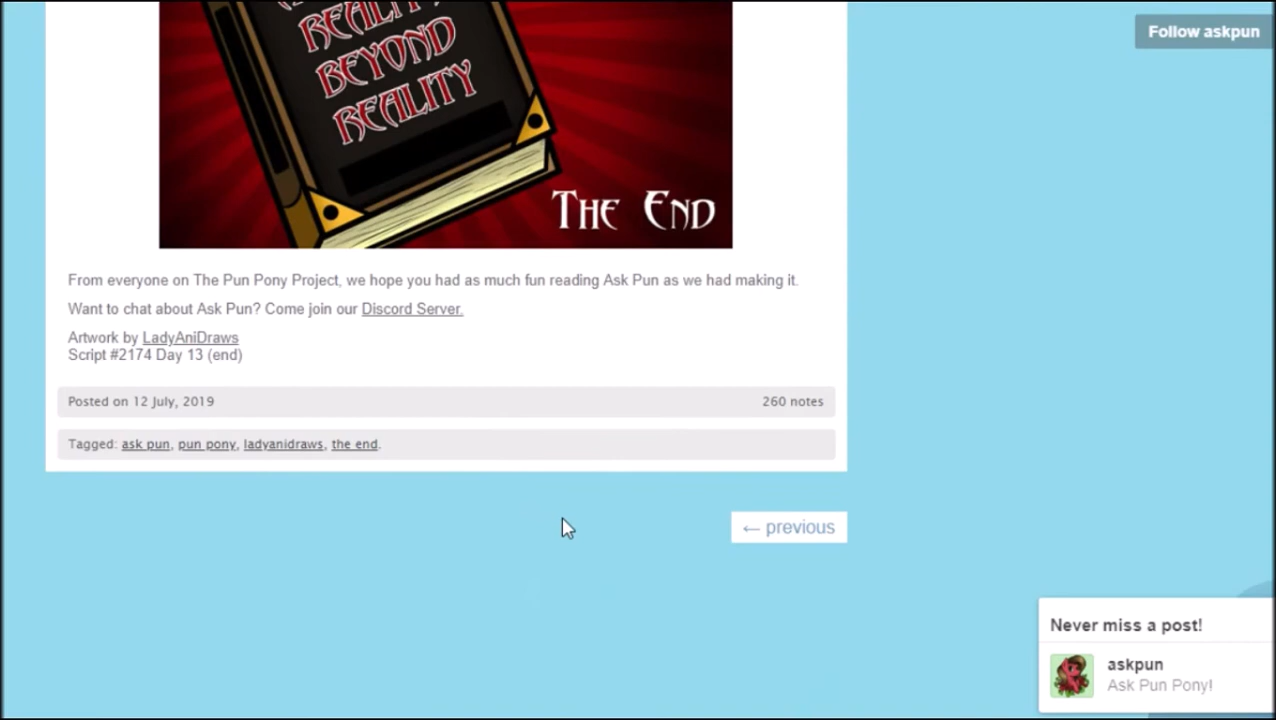 REALITY
BEYOND
REALITY
THE END
Follow askpun
From everyone on The Pun Pony Project, we hope you had as much fun reading Ask Pun as we had making it.
Want to chat about Ask Pun? Come join our Discord Server.
Artwork by LadyAniDraws
Script #2174 Day 13 (end)
Posted on 12 July, 2019 260 notes
Tagged: ask pun, pun pony, ladyanidraws, the end.
← previous
Never miss a post!
askpun
Ask Pun Pony!